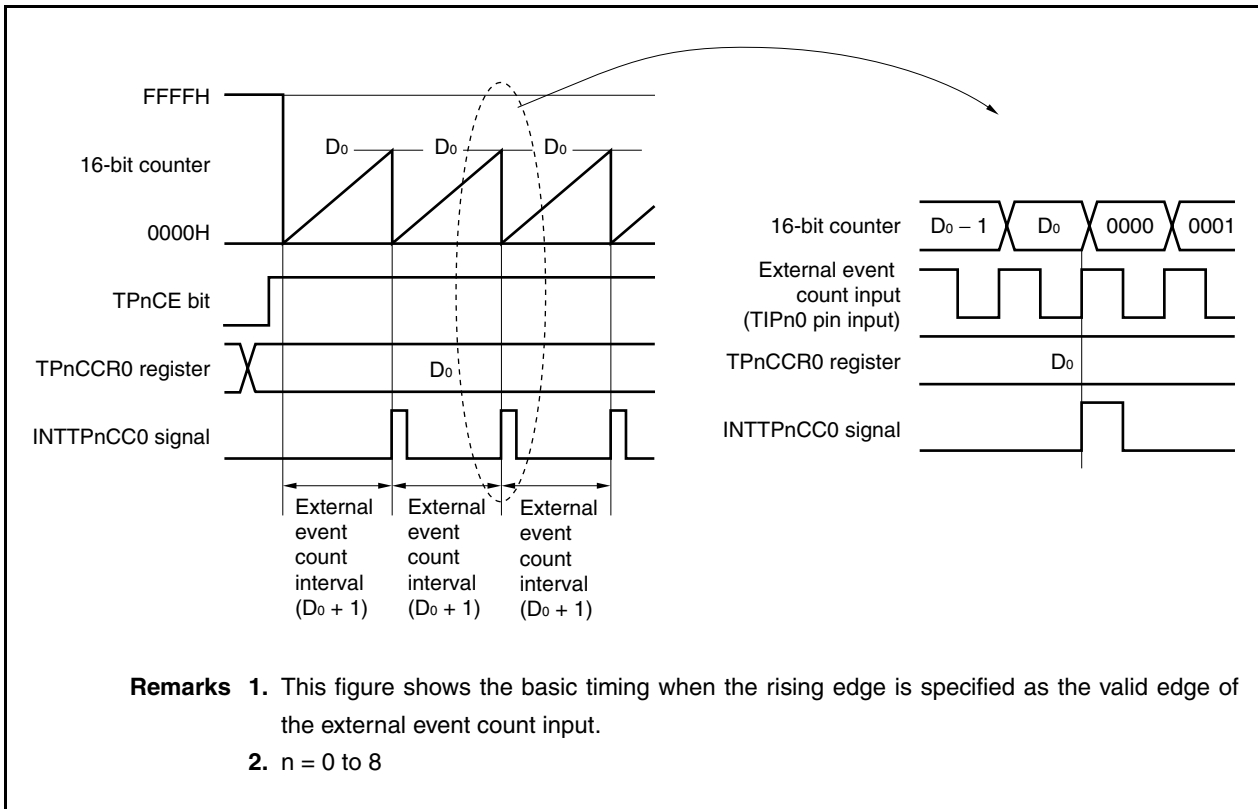 FFFFH
16-bit counter
0000H
D₀ D₀ D₀
TPnCE bit
TPnCCR0 register
D₀
INTTPnCC0 signal
External
event
count
interval
(D₀ + 1)
External
event
count
interval
(D₀ + 1)
External
event
count
interval
(D₀ + 1)
16-bit counter
D₀ − 1 D₀ 0000 0001
External event
count input
(TIPn0 pin input)
TPnCCR0 register
D₀
INTTPnCC0 signal
Remarks 1. This figure shows the basic timing when the rising edge is specified as the valid edge of
the external event count input.
2. n = 0 to 8